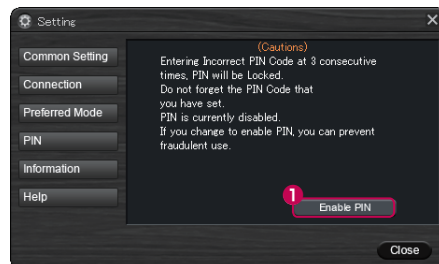 Setting
Common Setting
Connection
Preferred Mode
PIN
Information
Help
(Cautions)
Entering Incorrect PIN Code at 3 consecutive
times, PIN will be Locked.
Do not forget the PIN Code that
you have set.
PIN is currently disabled.
If you change to enable PIN, you can prevent
fraudulent use.
1
Enable PIN
Close